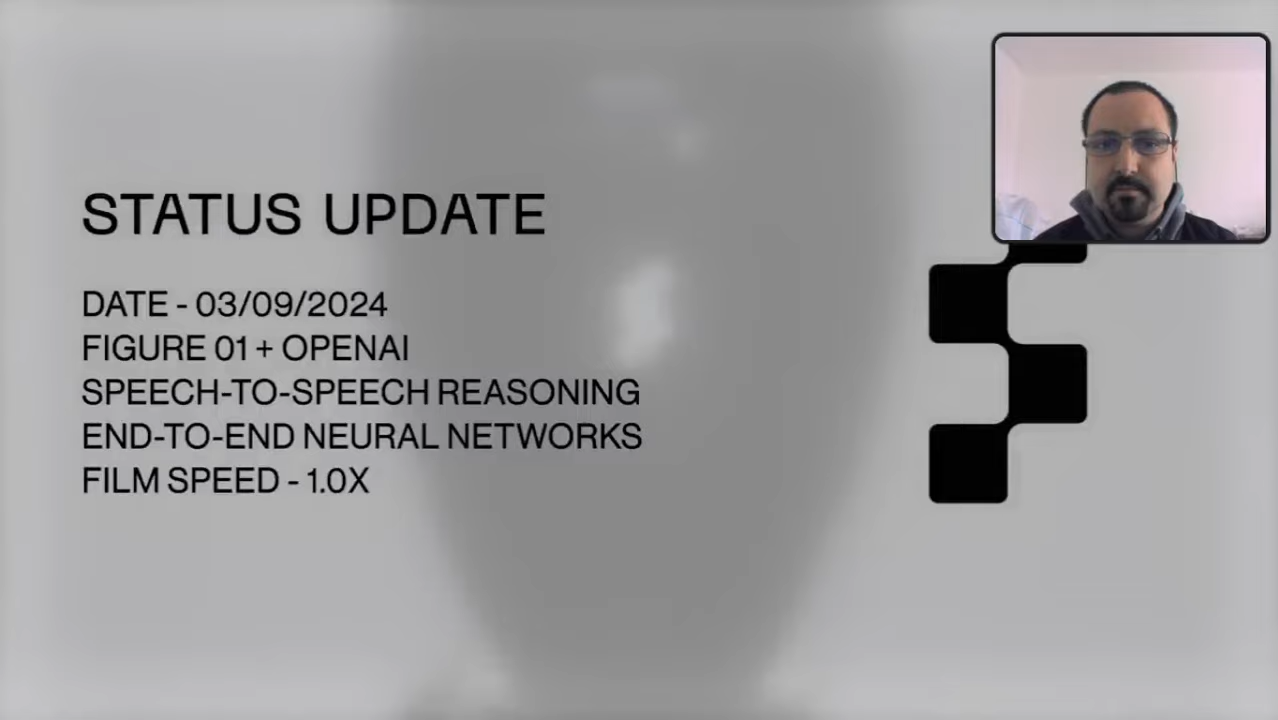 STATUS UPDATE
DATE - 03/09/2024
FIGURE 01 + OPENAI
SPEECH-TO-SPEECH REASONING
END-TO-END NEURAL NETWORKS
FILM SPEED - 1.0X